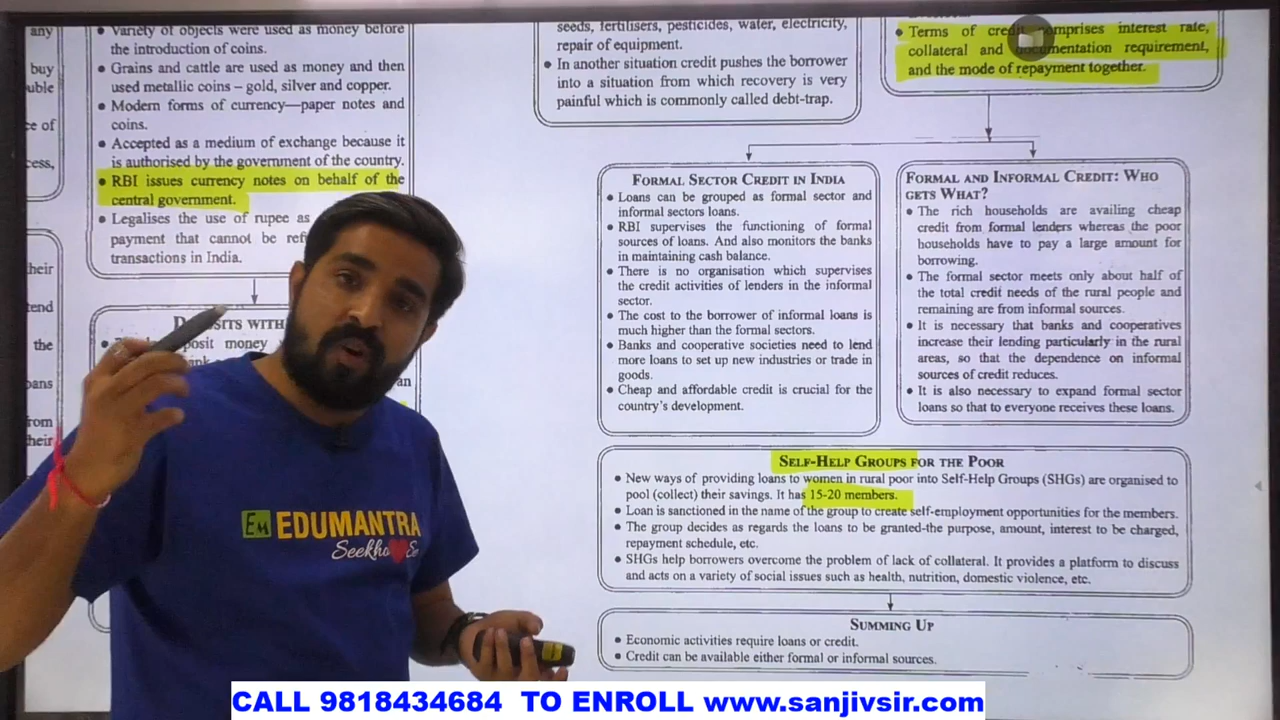 any
buy
uble
ce of
cess,
their
tend
the
oans
rom
their
• Variety of objects were used as money before
the introduction of coins.
• Grains and cattle are used as money and then
used metallic coins – gold, silver and copper.
• Modern forms of currency—paper notes and
coins.
• Accepted as a medium of exchange because it
is authorised by the government of the country.
• RBI issues currency notes on behalf of the
central government.
• Legalises the use of rupee as
payment that cannot be ref
transactions in India.
WITH
posit money
an
seeds, fertilisers, pesticides, water, electricity,
repair of equipment.
• In another situation credit pushes the borrower
into a situation from which recovery is very
painful which is commonly called debt-trap.
• Terms of credit comprises interest rate,
collateral and documentation requirement,
and the mode of repayment together.
FORMAL SECTOR CREDIT IN INDIA
• Loans can be grouped as formal sector and
informal sectors loans.
• RBI supervises the functioning of formal
sources of loans. And also monitors the banks
in maintaining cash balance.
• There is no organisation which supervises
the credit activities of lenders in the informal
sector.
• The cost to the borrower of informal loans is
much higher than the formal sectors.
• Banks and cooperative societies need to lend
more loans to set up new industries or trade in
goods.
• Cheap and affordable credit is crucial for the
country's development.
FORMAL AND INFORMAL CREDIT: WHO
GETS WHAT?
• The rich households are availing cheap
credit from formal lenders whereas the poor
households have to pay a large amount for
borrowing.
• The formal sector meets only about half of
the total credit needs of the rural people and
remaining are from informal sources.
• It is necessary that banks and cooperatives
increase their lending particularly in the rural
areas, so that the dependence on informal
sources of credit reduces.
• It is also necessary to expand formal sector
loans so that to everyone receives these loans.
SELF-HELP GROUPS FOR THE POOR
• New ways of providing loans to women in rural poor into Self-Help Groups (SHGs) are organised to
pool (collect) their savings. It has 15-20 members.
• Loan is sanctioned in the name of the group to create self-employment opportunities for the members.
• The group decides as regards the loans to be granted-the purpose, amount, interest to be charged,
repayment schedule, etc.
• SHGs help borrowers overcome the problem of lack of collateral. It provides a platform to discuss
and acts on a variety of social issues such as health, nutrition, domestic violence, etc.
SUMMING UP
• Economic activities require loans or credit.
• Credit can be available either formal or informal sources.
Em EDUMANTRA
Seekho
CALL 9818434684 TO ENROLL www.sanjivsir.com